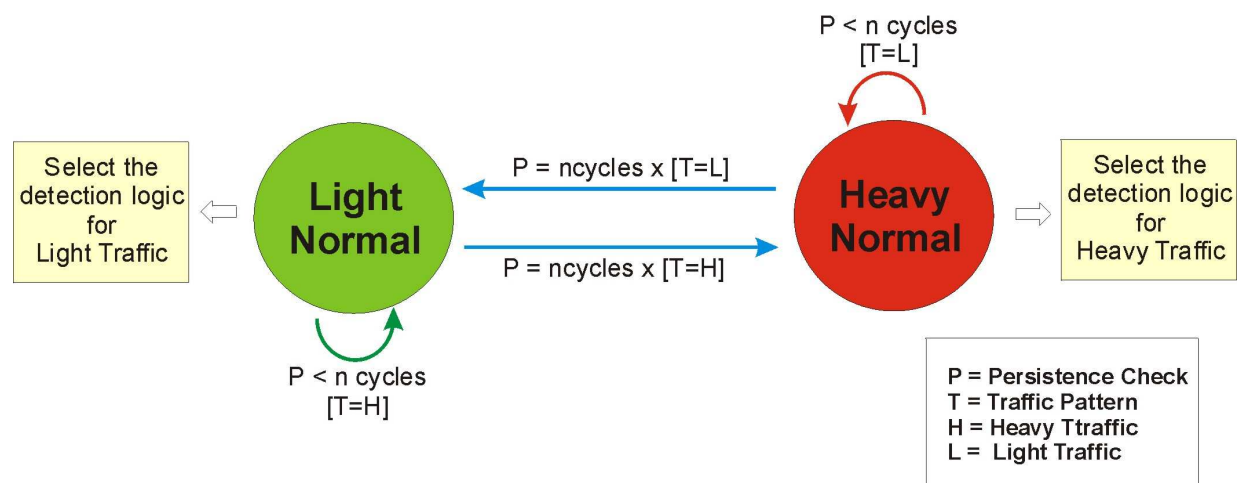 P < n cycles
[T=L]
Select the
detection logic
for
Light Traffic
Light
Normal
P = ncycles x [T=L]
P = ncycles x [T=H]
Heavy
Normal
Select the
detection logic
for
Heavy Traffic
P < n cycles
[T=H]
P = Persistence Check
T = Traffic Pattern
H = Heavy Ttraffic
L = Light Traffic